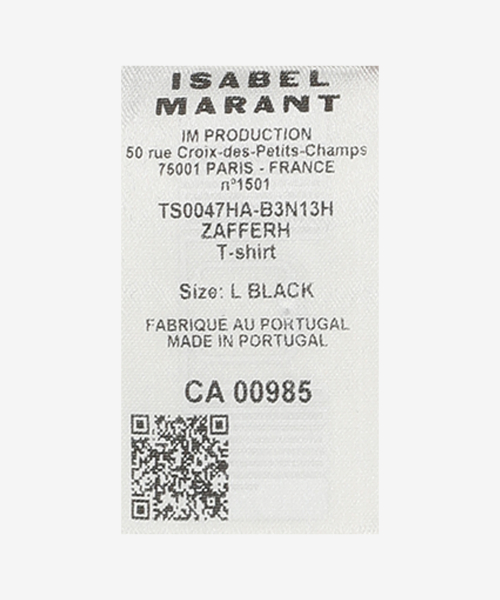 ISABEL
MARANT
IM PRODUCTION
50 rue Croix-des-Petits-Champs
75001 PARIS - FRANCE
n°1501
TS0047HA-B3N13H
ZAFFERH
T-shirt
Size: L BLACK
FABRIQUE AU PORTUGAL
MADE IN PORTUGAL
CA 00985